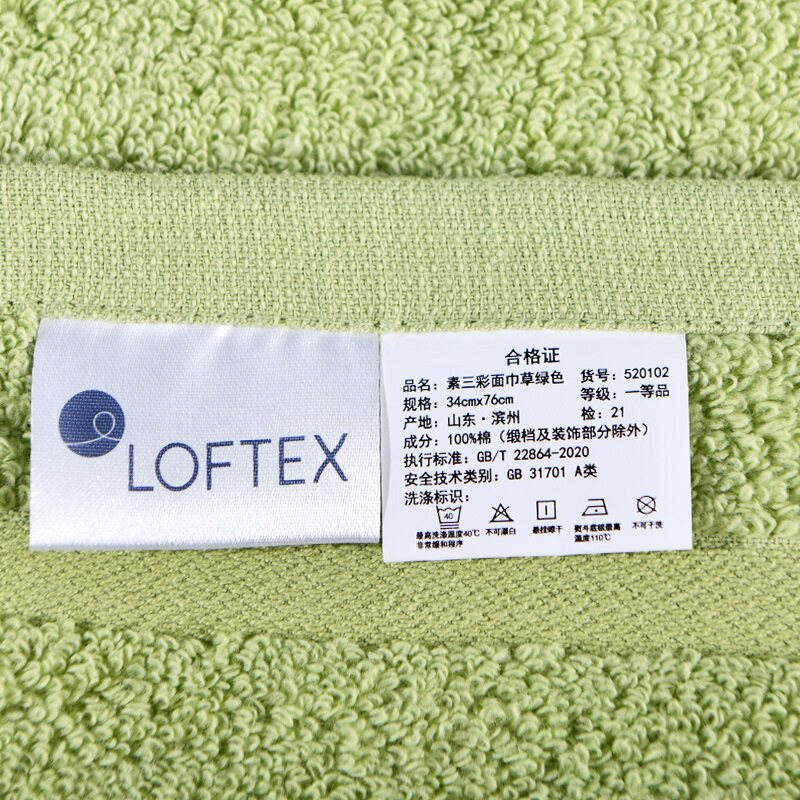 LOFTEX
合格证
品名：素三彩面巾草绿色 货号：520102
规格：34cmx76cm 等级：一等品
产地：山东·滨州 检：21
成分：100%棉（缎档及装饰部分除外）
执行标准：GB/T 22864-2020
安全技术类别：GB 31701 A类
洗涤标识：
40
最高洗涤温度40℃ 不可漂白 悬挂晾干 熨斗底板最高 不可干洗
非常缓和程序 温度110℃